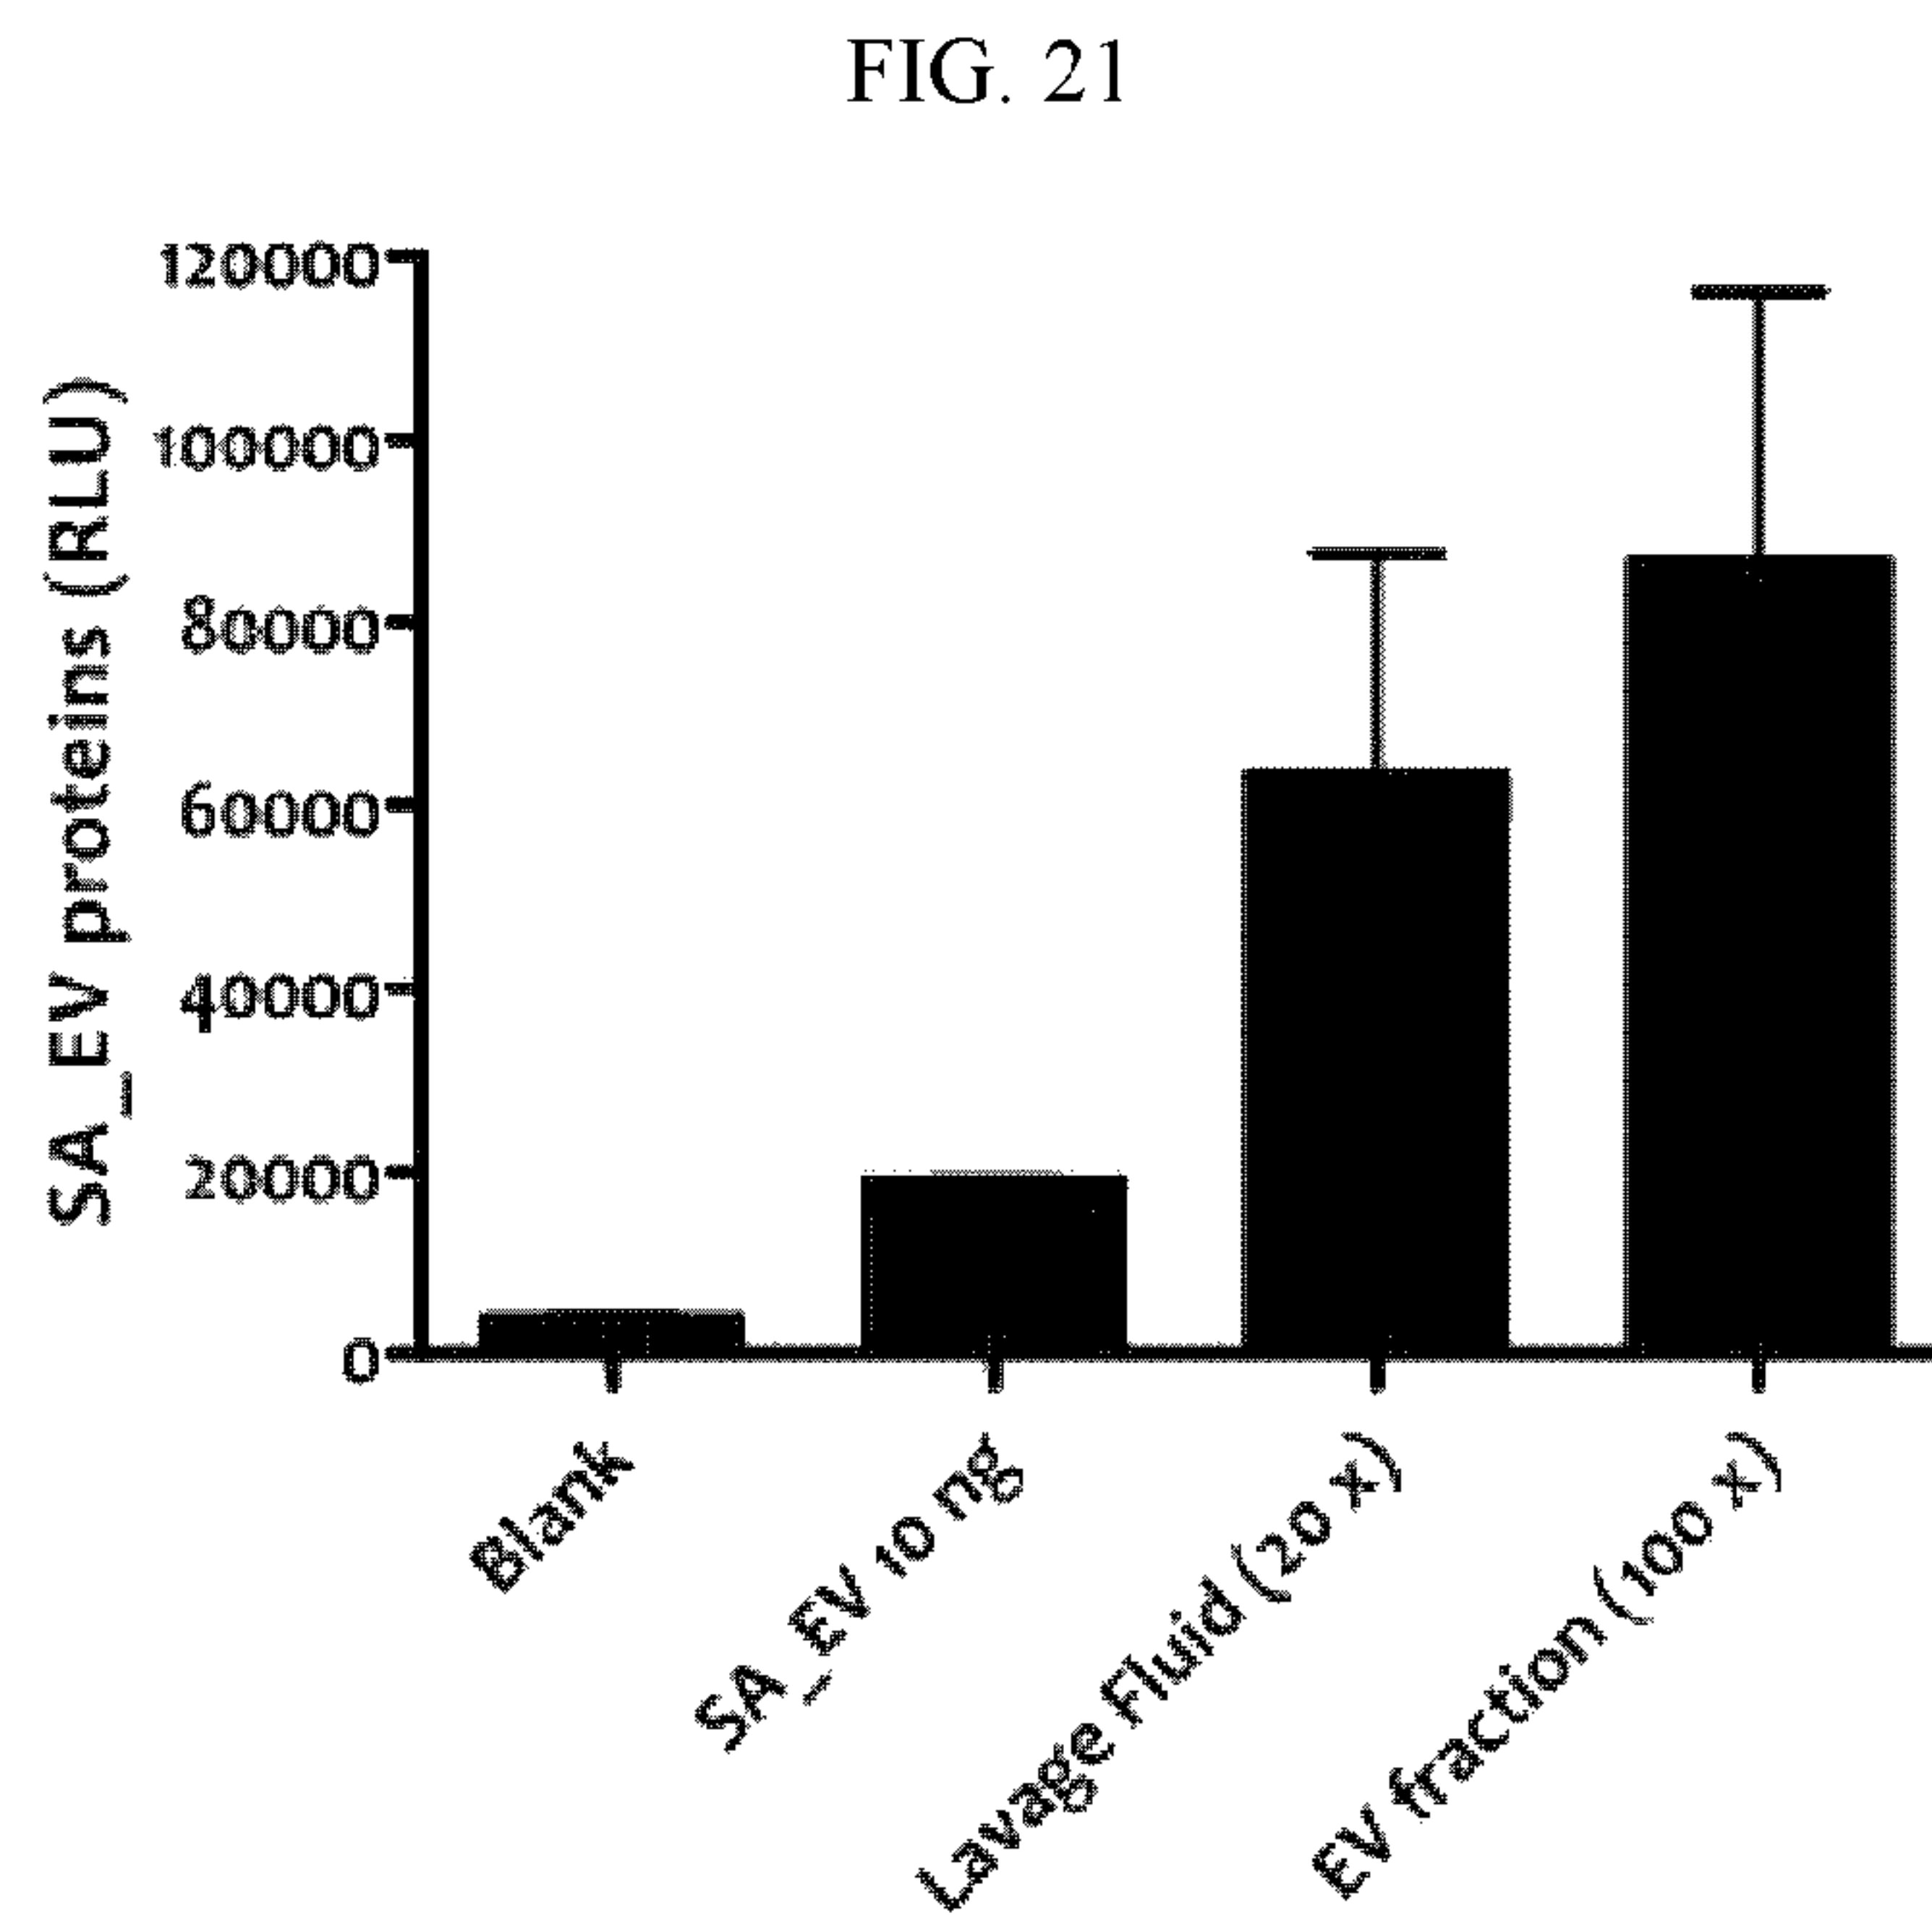 FIG. 21
SA_EV proteins (RLU)
120000
100000
80000
60000
40000
20000
0
Blank
SA_EV 10 ng
Lavage Fluid (20 x)
EV fraction (100 x)